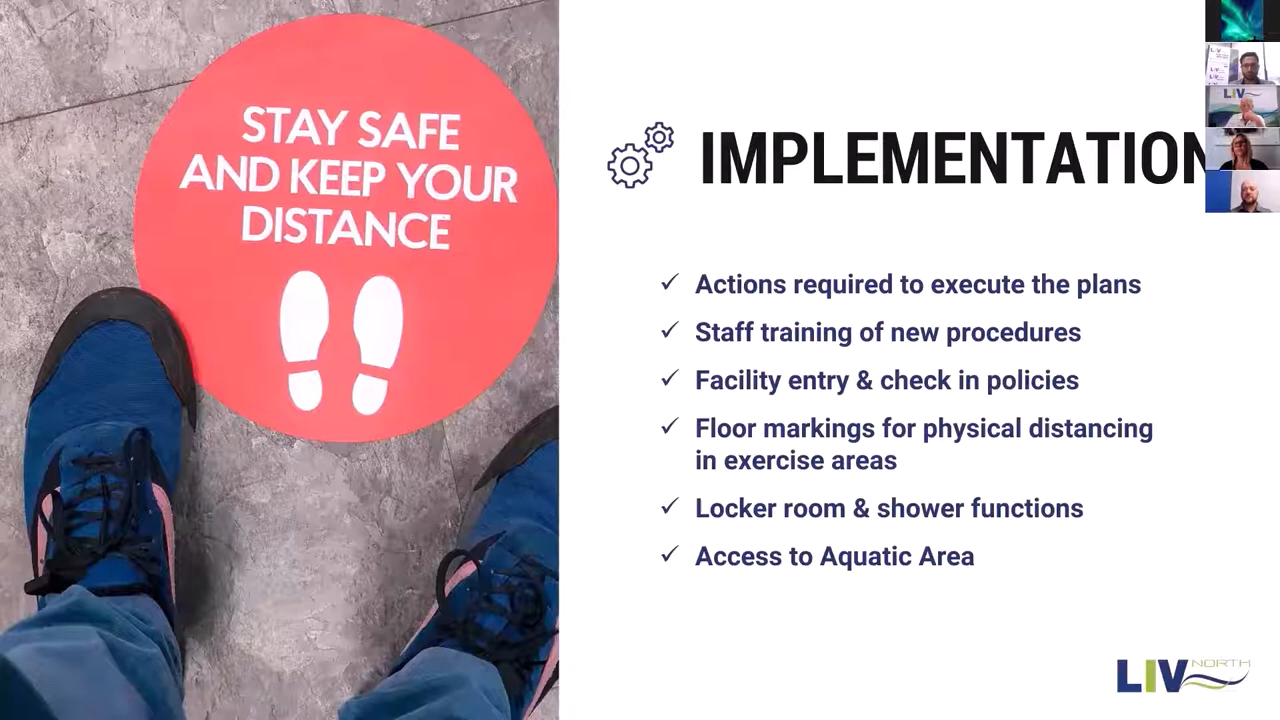 STAY SAFE
AND KEEP YOUR
DISTANCE
IMPLEMENTATION
✓ Actions required to execute the plans
✓ Staff training of new procedures
✓ Facility entry & check in policies
✓ Floor markings for physical distancing
in exercise areas
✓ Locker room & shower functions
✓ Access to Aquatic Area
LIV NORTH
LIV
LIV